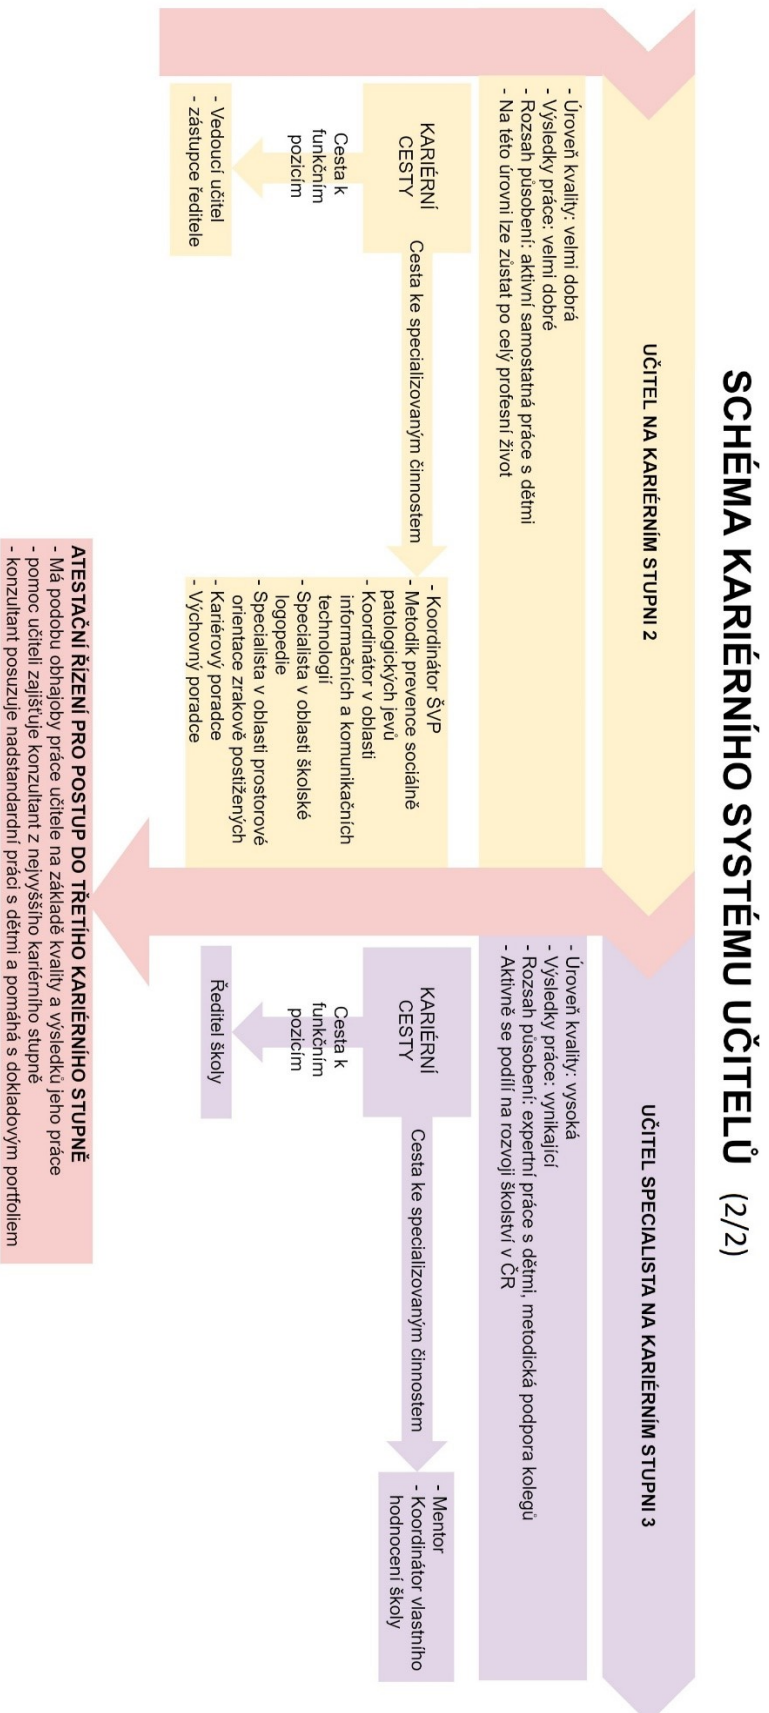 SCHÉMA KARIÉRNÍHO SYSTÉMU UČITELŮ (2/2)
UČITEL NA KARIÉRNÍM STUPNI 2
- Úroveň kvality: velmi dobrá
- Výsledky práce: velmi dobré
- Rozsah působení: aktivní samostatná práce s dětmi
- Na této úrovni lze zůstat po celý profesní život
KARIÉRNÍ
CESTY
Cesta ke specializovaným činnostem
- Koordinátor ŠVP
- Metodik prevence sociálně
patologických jevů
- Koordinátor v oblasti
informačních a komunikačních
technologií
- Specialista v oblasti školské
logopedie
- Specialista v oblasti prostorové
orientace zrakově postižených
- Kariérový poradce
- Výchovný poradce
Cesta k
funkčním
pozicím
- Vedoucí učitel
- zástupce ředitele
UČITEL SPECIALISTA NA KARIÉRNÍM STUPNI 3
- Úroveň kvality: vysoká
- Výsledky práce: vynikající
- Rozsah působení: expertní práce s dětmi, metodická podpora kolegů
- Aktivně se podílí na rozvoji školství v ČR
KARIÉRNÍ
CESTY
Cesta ke specializovaným činnostem
- Mentor
- Koordinátor vlastního
hodnocení školy
Cesta k
funkčním
pozicím
Ředitel školy
ATESTAČNÍ ŘÍZENÍ PRO POSTUP DO TŘETÍHO KARIÉRNÍHO STUPNĚ
- Má podobu obhajoby práce učitele na základě kvality a výsledků jeho práce
- pomoc učiteli zajišťuje konzultant z nejvyššího kariérního stupně
- konzultant posuzuje nadstandardní práci s dětmi a pomáhá s dokladovým portfoliem